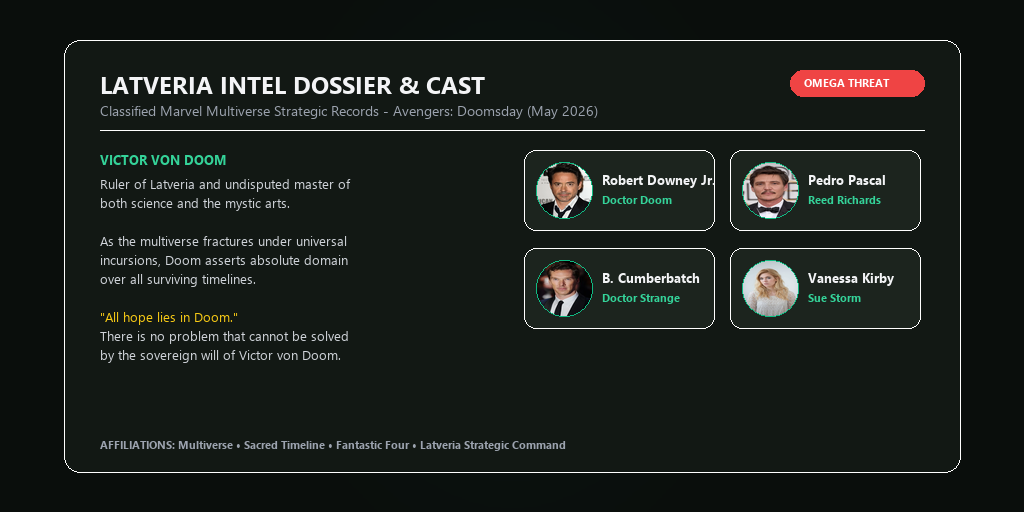 LATVERIA INTEL DOSSIER & CAST
OMEGA THREAT
Classified Marvel Multiverse Strategic Records - Avengers: Doomsday (May 2026)
VICTOR VON DOOM
Ruler of Latveria and undisputed master of
both science and the mystic arts.
As the multiverse fractures under universal
incursions, Doom asserts absolute domain
over all surviving timelines.
"All hope lies in Doom."
There is no problem that cannot be solved
by the sovereign will of Victor von Doom.
Robert Downey Jr.
Doctor Doom
Pedro Pascal
Reed Richards
B. Cumberbatch
Doctor Strange
Vanessa Kirby
Sue Storm
AFFILIATIONS: Multiverse • Sacred Timeline • Fantastic Four • Latveria Strategic Command